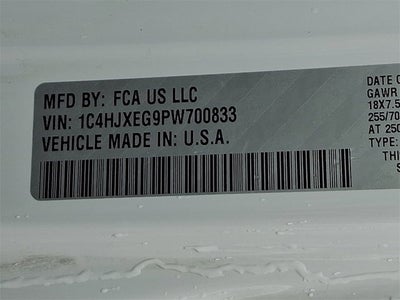 MFD BY: FCA US LLC
VIN: 1C4HJXEG9PW700833
VEHICLE MADE IN U.S.A.
DATE O
GAWR
18X7.5
255/70
AT 250
TYPE:
THI
S